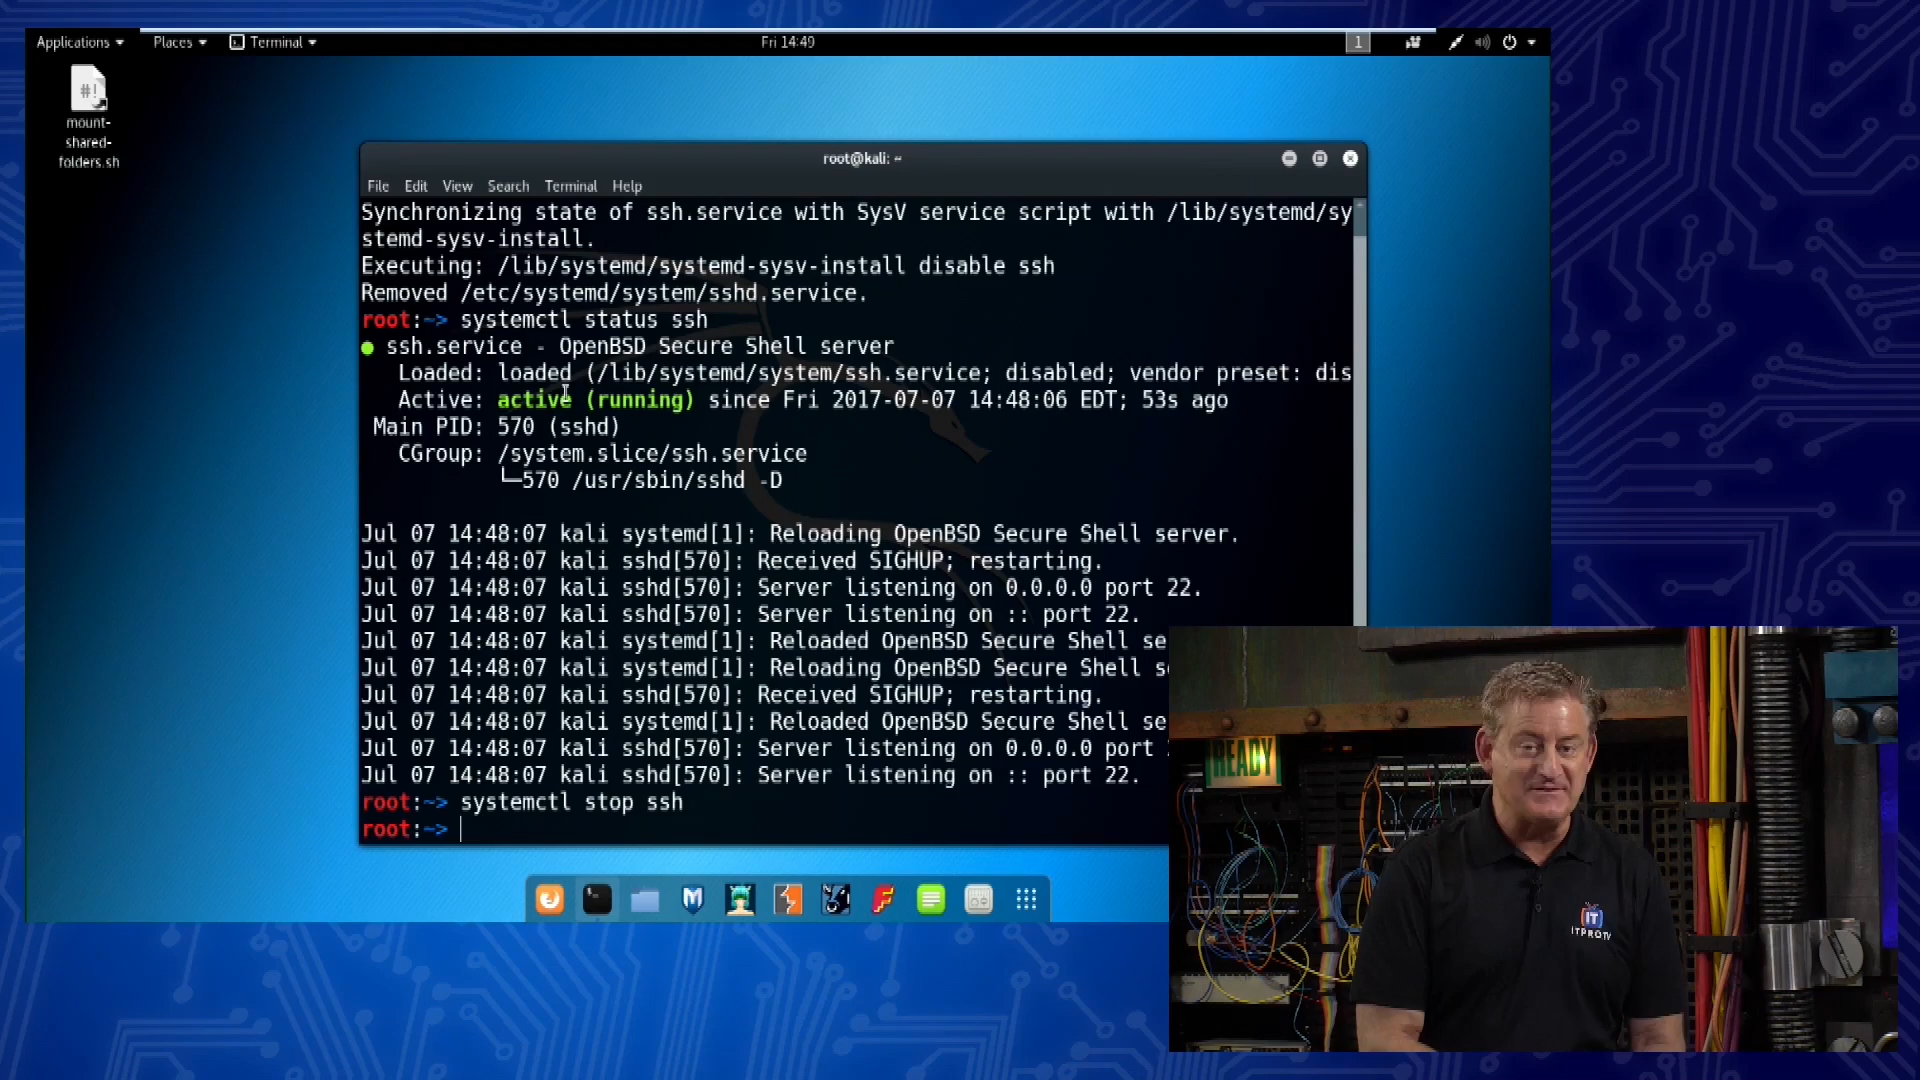 Applications Places Terminal Fri 14:49 1
#!
mount-
shared-
folders.sh
root@kali: ~
File Edit View Search Terminal Help
Synchronizing state of ssh.service with SysV service script with /lib/systemd/sy
stemd-sysv-install.
Executing: /lib/systemd/systemd-sysv-install disable ssh
Removed /etc/systemd/system/sshd.service.
root:~> systemctl status ssh
● ssh.service - OpenBSD Secure Shell server
Loaded: loaded (/lib/systemd/system/ssh.service; disabled; vendor preset: dis
Active: active (running) since Fri 2017-07-07 14:48:06 EDT; 53s ago
Main PID: 570 (sshd)
CGroup: /system.slice/ssh.service
└─570 /usr/sbin/sshd -D
Jul 07 14:48:07 kali systemd[1]: Reloading OpenBSD Secure Shell server.
Jul 07 14:48:07 kali sshd[570]: Received SIGHUP; restarting.
Jul 07 14:48:07 kali sshd[570]: Server listening on 0.0.0.0 port 22.
Jul 07 14:48:07 kali sshd[570]: Server listening on :: port 22.
Jul 07 14:48:07 kali systemd[1]: Reloaded OpenBSD Secure Shell se
Jul 07 14:48:07 kali systemd[1]: Reloading OpenBSD Secure Shell s
Jul 07 14:48:07 kali sshd[570]: Received SIGHUP; restarting.
Jul 07 14:48:07 kali systemd[1]: Reloaded OpenBSD Secure Shell se
Jul 07 14:48:07 kali sshd[570]: Server listening on 0.0.0.0 port
Jul 07 14:48:07 kali sshd[570]: Server listening on :: port 22.
root:~> systemctl stop ssh
root:~>
READY
IT
ITPROTV